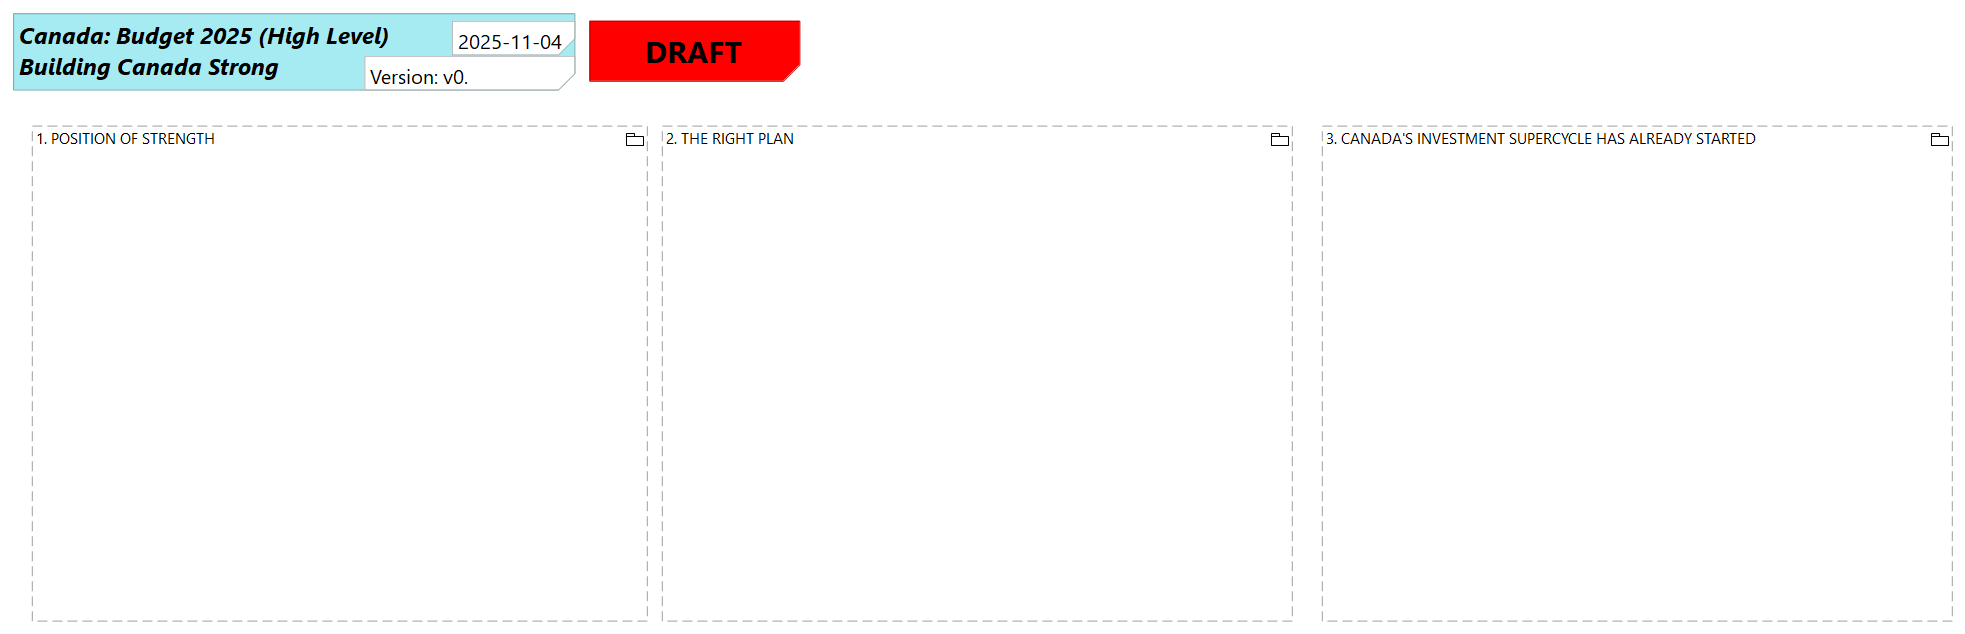 Canada: Budget 2025 (High Level)
Building Canada Strong
2025-11-04
Version: v0.
DRAFT
1. POSITION OF STRENGTH
2. THE RIGHT PLAN
3. CANADA'S INVESTMENT SUPERCYCLE HAS ALREADY STARTED